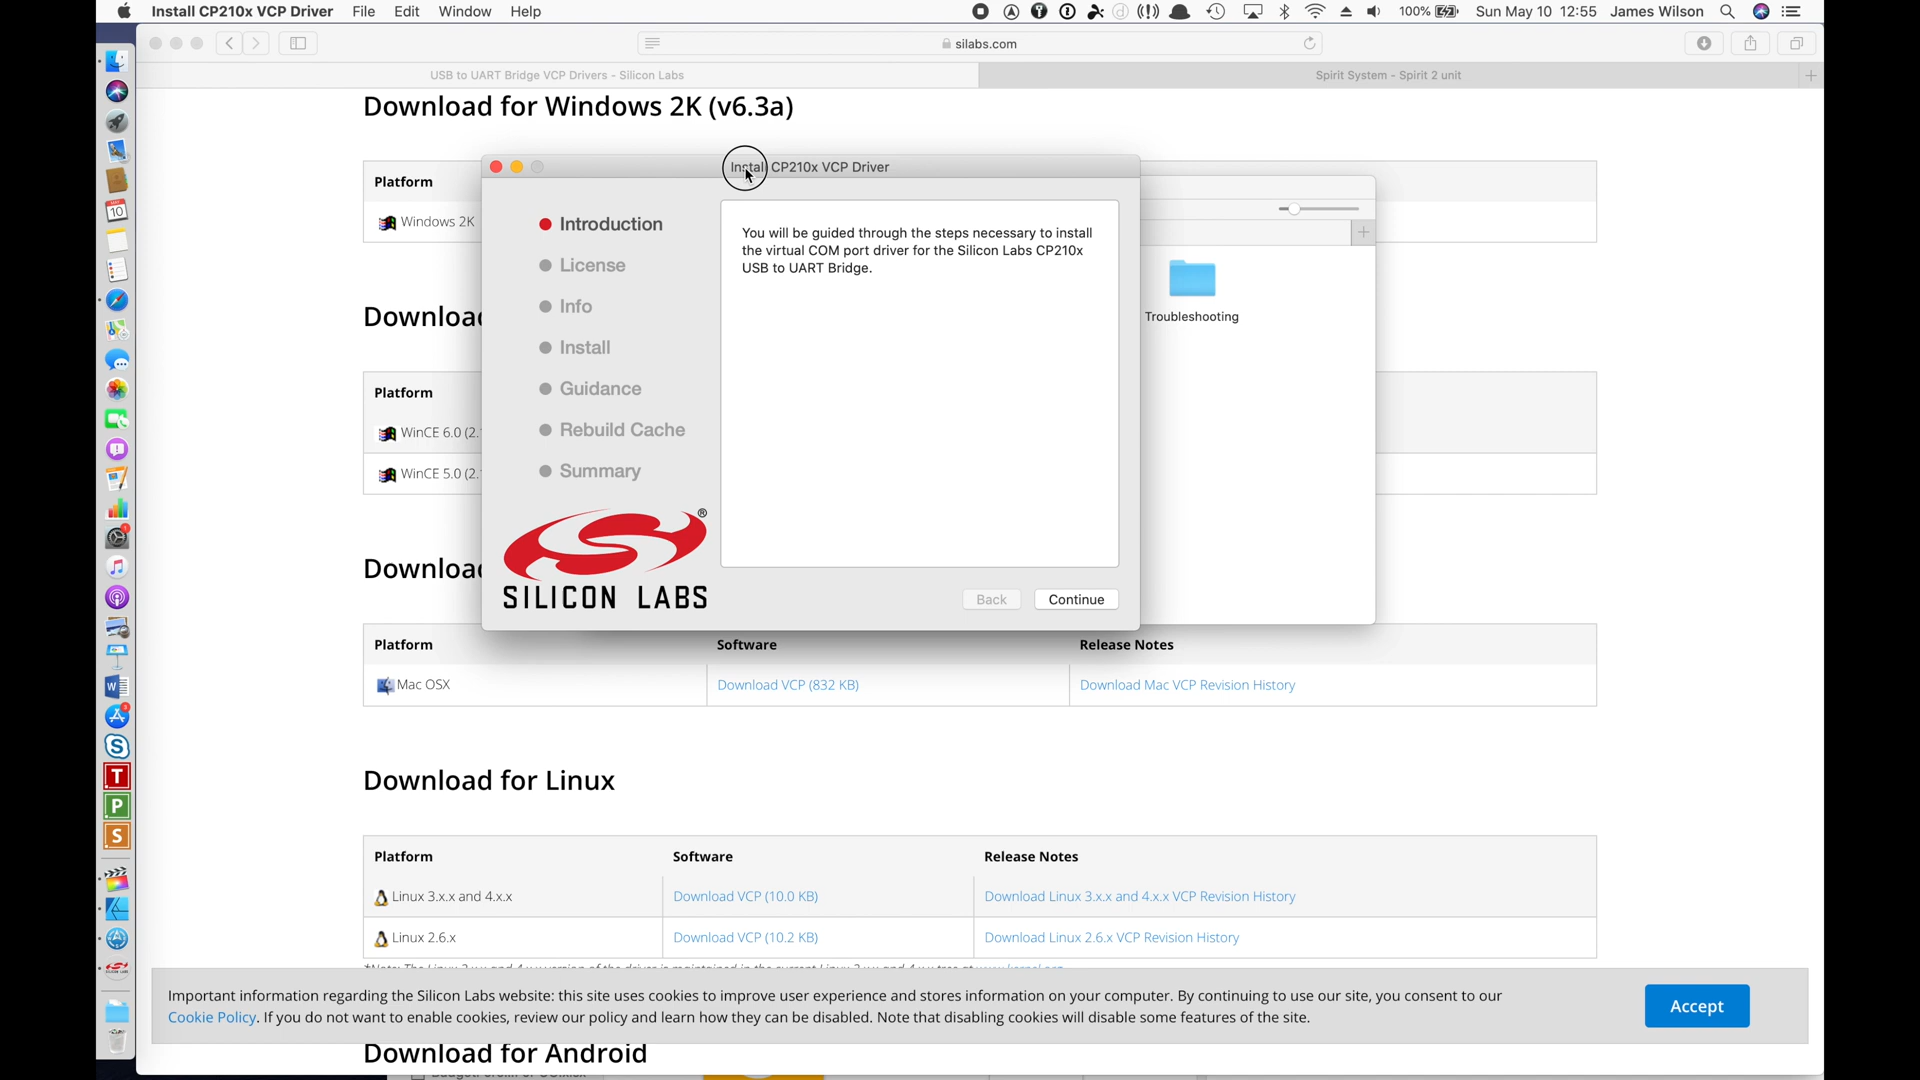 Install CP210x VCP Driver File Edit Window Help
100% Sun May 10 12:55 James Wilson
silabs.com
USB to UART Bridge VCP Drivers - Silicon Labs
Spirit System - Spirit 2 unit
Download for Windows 2K (v6.3a)
Platform
Windows 2K
Install CP210x VCP Driver
Introduction
License
Info
Install
Guidance
Rebuild Cache
Summary
SILICON LABS
®
You will be guided through the steps necessary to install
the virtual COM port driver for the Silicon Labs CP210x
USB to UART Bridge.
Back Continue
Troubleshooting
Platform
WinCE 6.0 (2.
WinCE 5.0 (2.
Platform Software Release Notes
Mac OSX Download VCP (832 KB) Download Mac VCP Revision History
Download for Linux
Platform Software Release Notes
Linux 3.x.x and 4.x.x Download VCP (10.0 KB) Download Linux 3.x.x and 4.x.x VCP Revision History
Linux 2.6.x Download VCP (10.2 KB) Download Linux 2.6.x VCP Revision History
Important information regarding the Silicon Labs website: this site uses cookies to improve user experience and stores information on your computer. By continuing to use our site, you consent to our
Cookie Policy. If you do not want to enable cookies, review our policy and learn how they can be disabled. Note that disabling cookies will disable some features of the site.
Accept
Download for Android